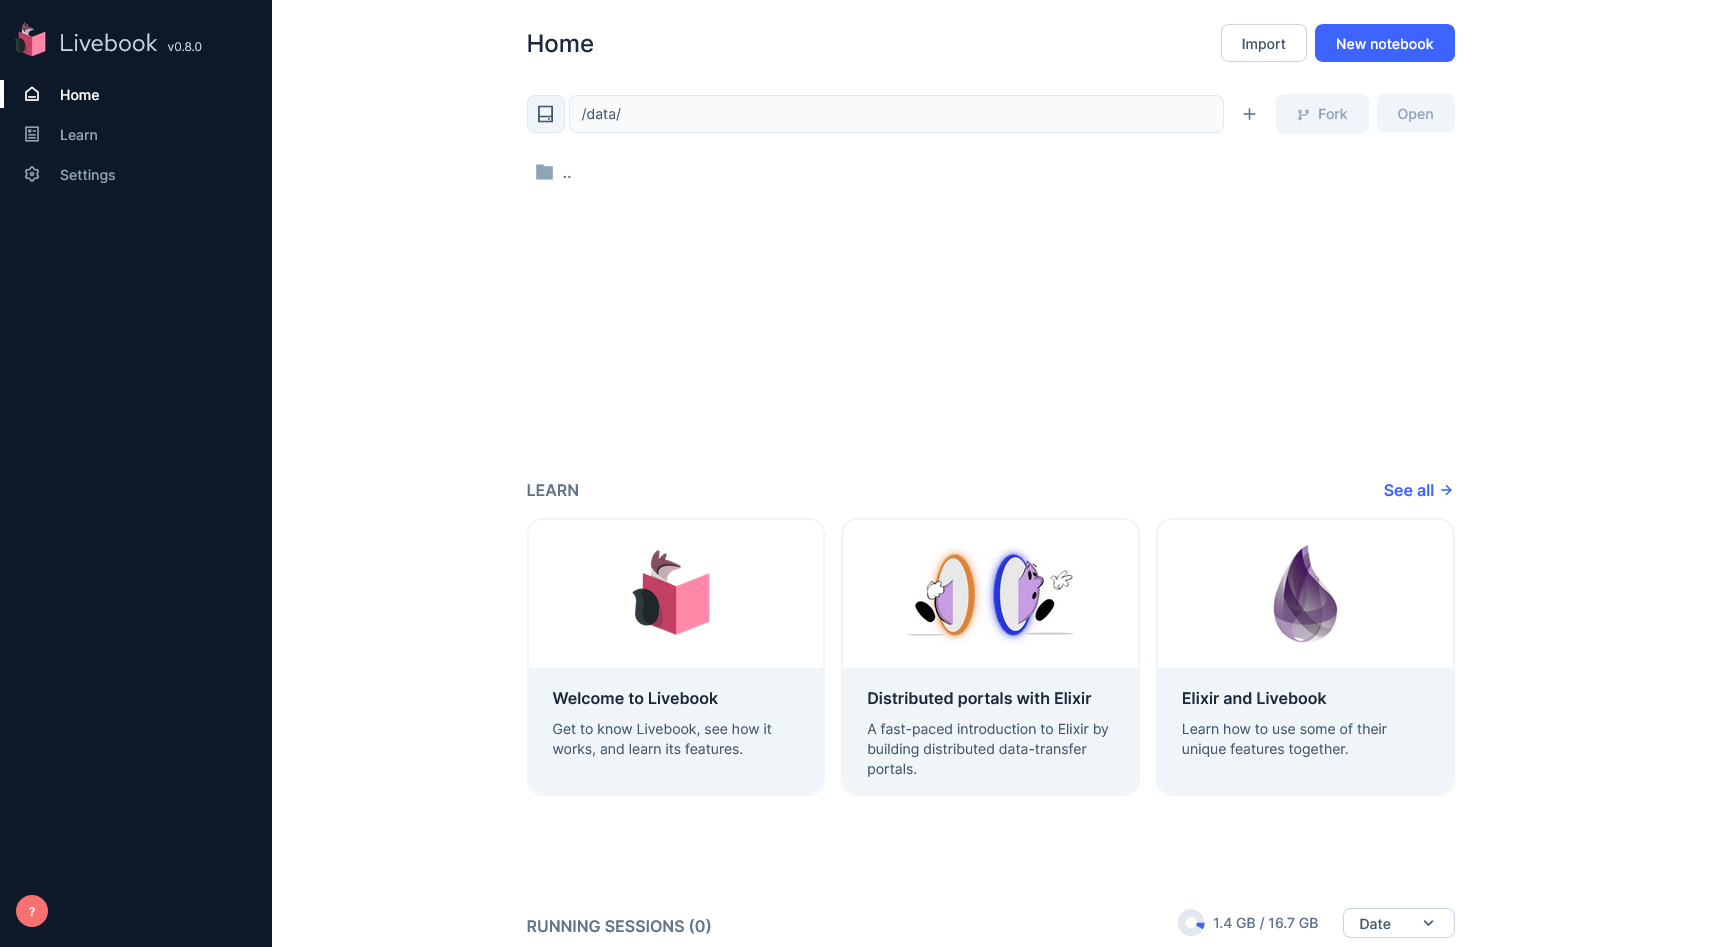 Livebook v0.8.0
Home
Learn
Settings
?
Home
Import
New notebook
/data/
+
Fork
Open
..
LEARN
See all →
Welcome to Livebook
Get to know Livebook, see how it
works, and learn its features.
Distributed portals with Elixir
A fast-paced introduction to Elixir by
building distributed data-transfer
portals.
Elixir and Livebook
Learn how to use some of their
unique features together.
RUNNING SESSIONS (0)
1.4 GB / 16.7 GB
Date